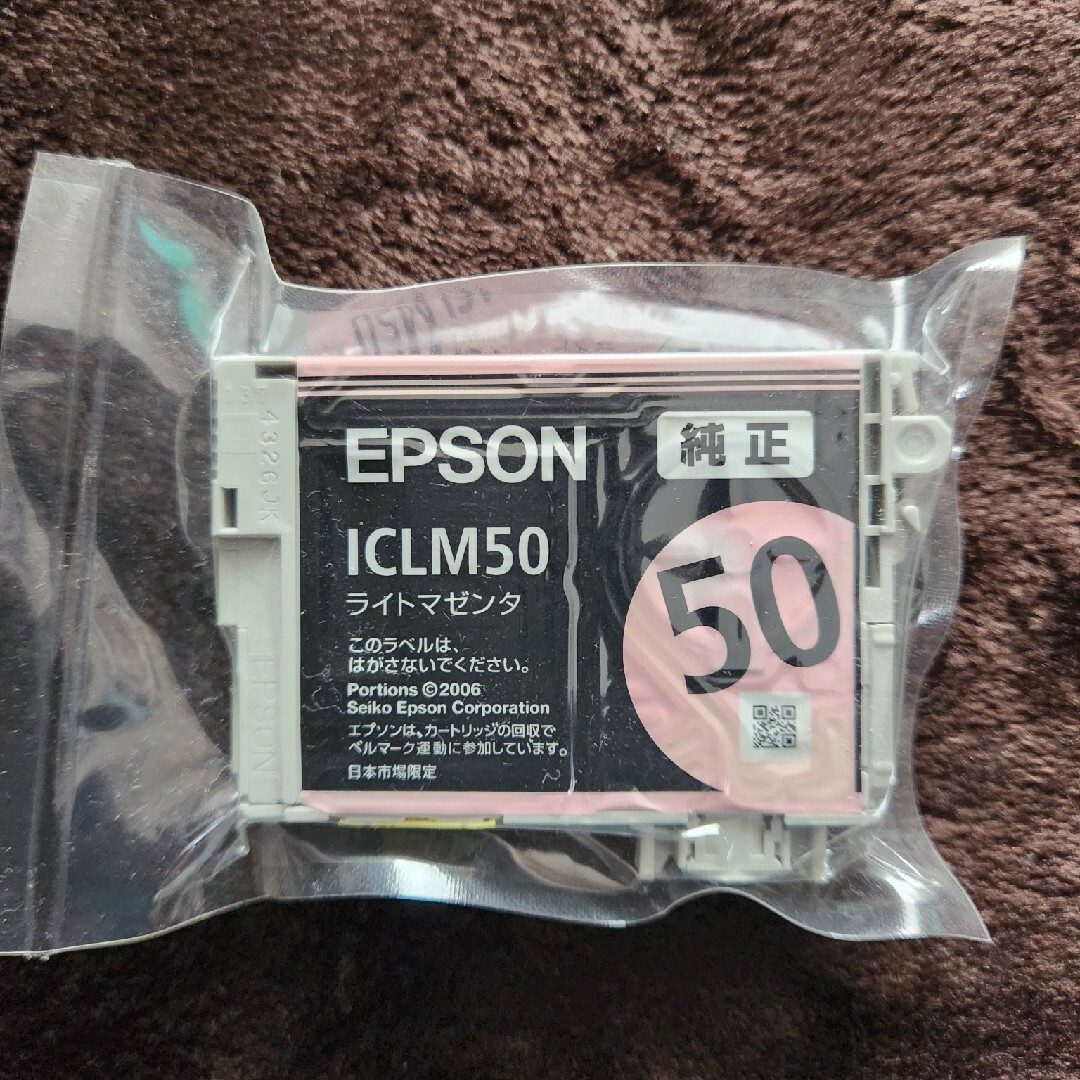 EPSON
純正
ICLM50
ライトマゼンタ
50
このラベルは、
はがさないでください。
Portions ©2006
Seiko Epson Corporation
エプソンは、カートリッジの回収で
ベルマーク運動に参加しています。
日本市場限定
4326JK
EPSON